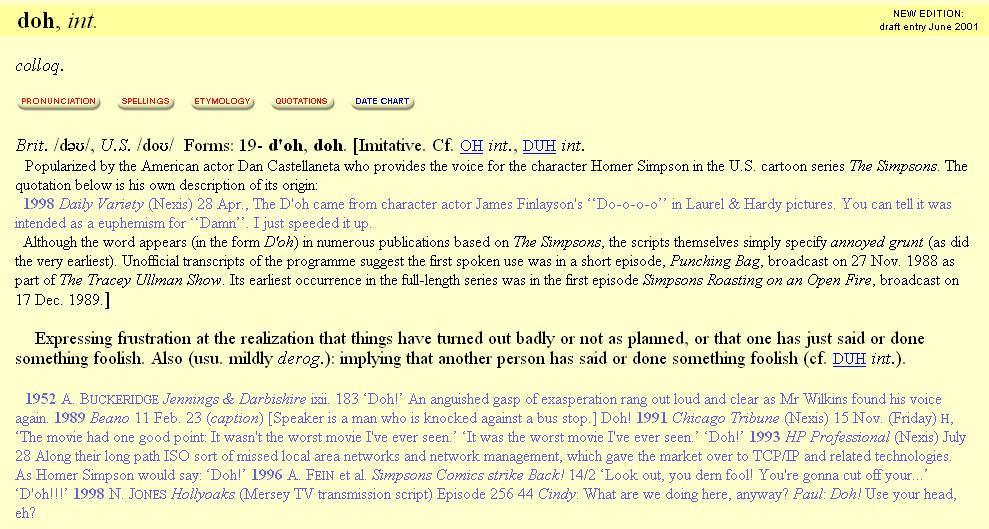 doh, int.
NEW EDITION:
draft entry June 2001
colloq.
PRONUNCIATION SPELLINGS ETYMOLOGY QUOTATIONS DATE CHART
Brit. /dəʊ/, U.S. /doʊ/ Forms: 19- d'oh, doh. [Imitative. Cf. OH int., DUH int.
Popularized by the American actor Dan Castellaneta who provides the voice for the character Homer Simpson in the U.S. cartoon series The Simpsons. The
quotation below is his own description of its origin:
1998 Daily Variety (Nexis) 28 Apr., The D'oh came from character actor James Finlayson's “Do-o-o-o” in Laurel & Hardy pictures. You can tell it was
intended as a euphemism for “Damn”. I just speeded it up.
Although the word appears (in the form D'oh) in numerous publications based on The Simpsons, the scripts themselves simply specify annoyed grunt (as did
the very earliest). Unofficial transcripts of the programme suggest the first spoken use was in a short episode, Punching Bag, broadcast on 27 Nov. 1988 as
part of The Tracey Ullman Show. Its earliest occurrence in the full-length series was in the first episode Simpsons Roasting on an Open Fire, broadcast on
17 Dec. 1989.]
Expressing frustration at the realization that things have turned out badly or not as planned, or that one has just said or done
something foolish. Also (usu. mildly derog.): implying that another person has said or done something foolish (cf. DUH int.).
1952 A. BUCKERIDGE Jennings & Darbishire ixiii. 183 ‘Doh!’ An anguished gasp of exasperation rang out loud and clear as Mr Wilkins found his voice
again. 1989 Beano 11 Feb. 23 (caption) [Speaker is a man who is knocked against a bus stop.] Doh! 1991 Chicago Tribune (Nexis) 15 Nov. (Friday) H,
‘The movie had one good point: It wasn't the worst movie I've ever seen.’ ‘It was the worst movie I've ever seen.’ ‘Doh!’ 1993 HP Professional (Nexis) July
28 Along their long path ISO sort of missed local area networks and network management, which gave the market over to TCP/IP and related technologies.
As Homer Simpson would say: ‘Doh!’ 1996 A. FEIN et al. Simpsons Comics strike Back! 14/2 ‘Look out, you dern fool! You're gonna cut off your...’
‘D'oh!!!’ 1998 N. JONES Hollyoaks (Mersey TV transmission script) Episode 256 44 Cindy: What are we doing here, anyway? Paul: Doh! Use your head,
eh?